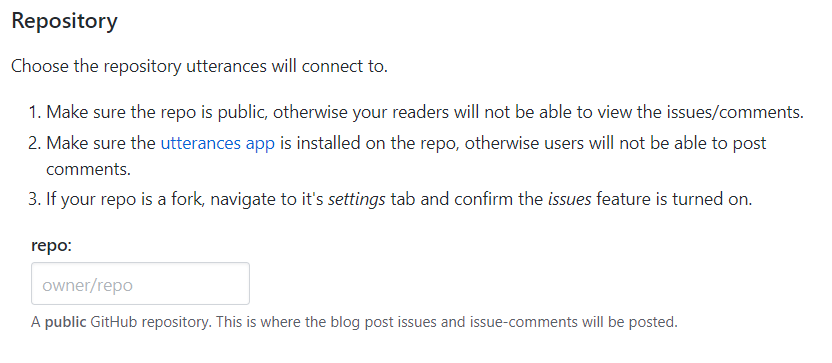 Repository
Choose the repository utterances will connect to.
1. Make sure the repo is public, otherwise your readers will not be able to view the issues/comments.
2. Make sure the utterances app is installed on the repo, otherwise users will not be able to post
comments.
3. If your repo is a fork, navigate to it's settings tab and confirm the issues feature is turned on.
repo:
owner/repo
A public GitHub repository. This is where the blog post issues and issue-comments will be posted.